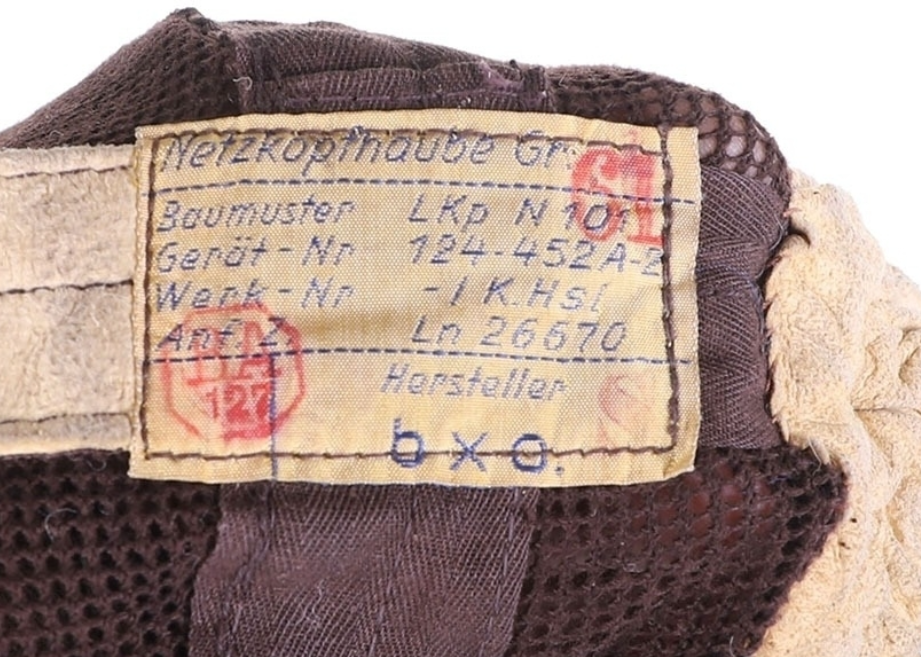 Netzkopfhaube Gr. 61
Baumuster LKp N 101
Gerät-Nr 124-452A-2
Werk-Nr -1 K.Hsl
Anf. Z. Ln 26670
BA
127
Hersteller
bxo.